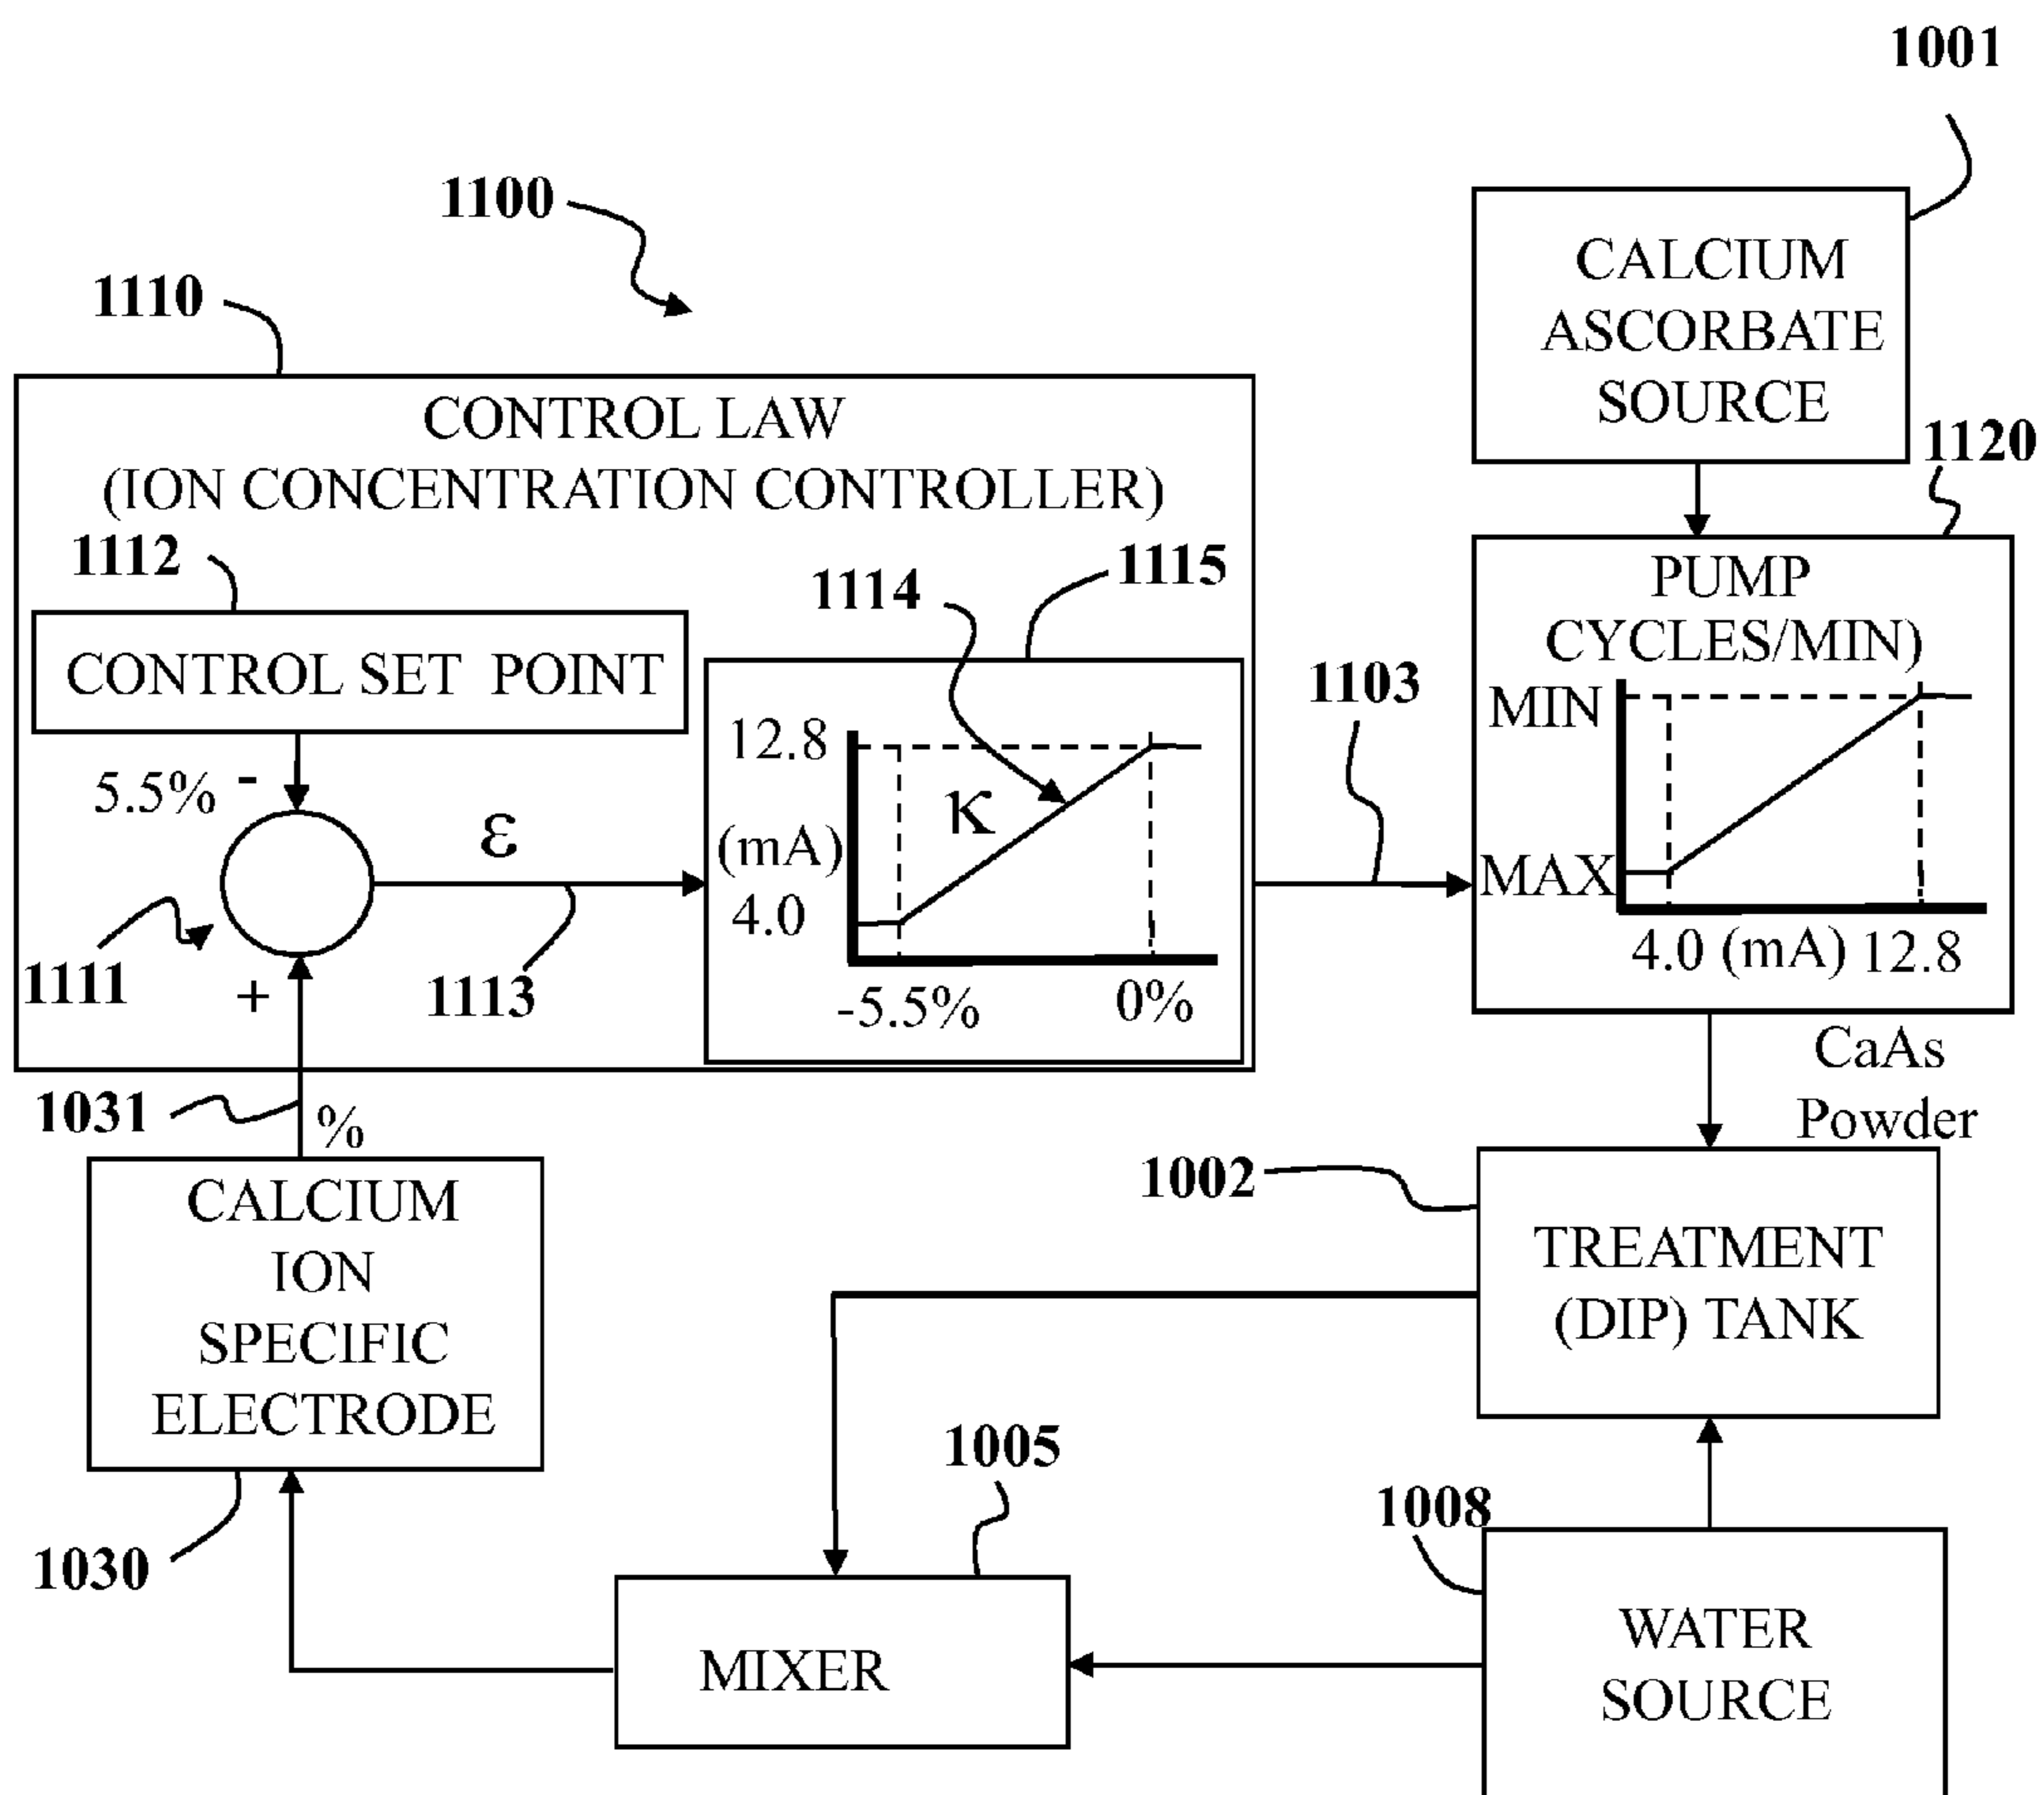 1001
1100
1110
CALCIUM
ASCORBATE
SOURCE
CONTROL LAW
(ION CONCENTRATION CONTROLLER)
1120
1112
1114
1115
PUMP
CYCLES/MIN)
CONTROL SET POINT
1103
MIN
12.8
5.5% -
ε
K
(mA)
MAX
4.0
4.0 (mA) 12.8
1111
+
1113
-5.5%
0%
CaAs
Powder
1031
%
1002
CALCIUM
ION
SPECIFIC
ELECTRODE
TREATMENT
(DIP) TANK
1005
1008
1030
MIXER
WATER
SOURCE